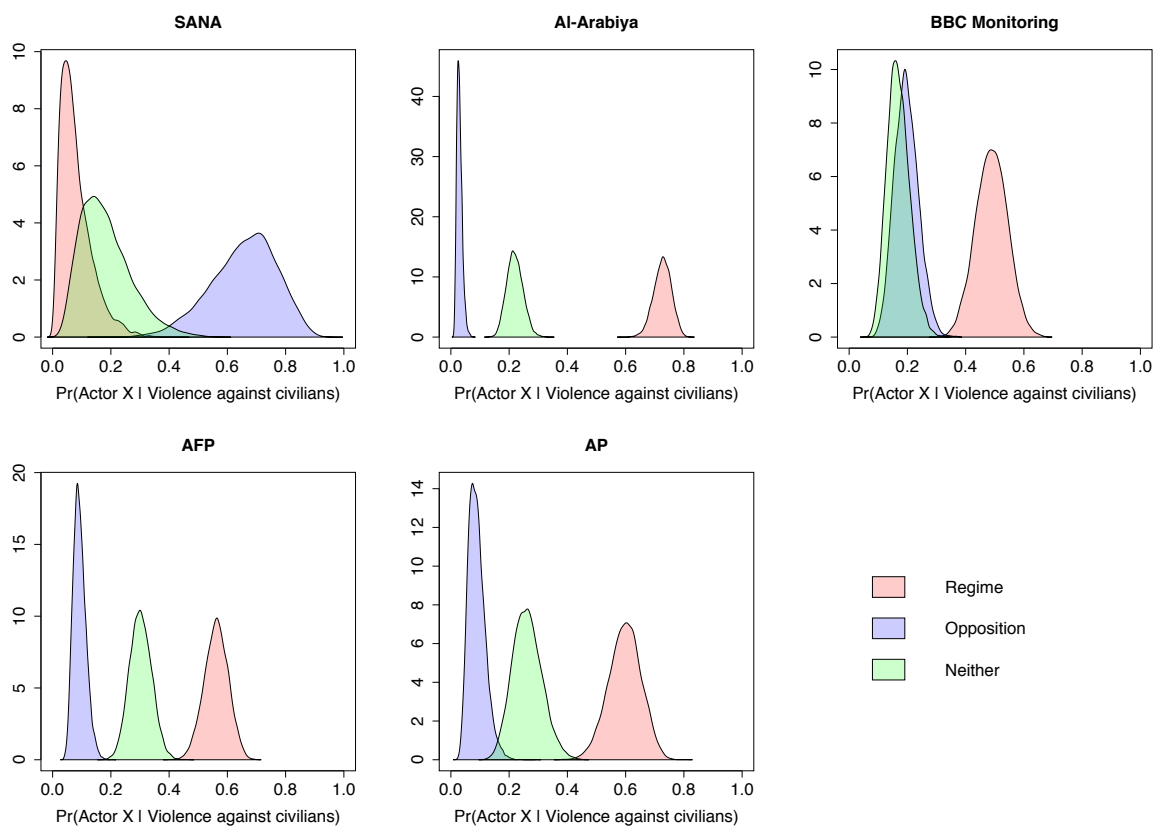 SANA
10
8
6
4
2
0
0.0 0.2 0.4 0.6 0.8 1.0
Pr(Actor X | Violence against civilians)
Al-Arabiya
40
30
20
10
0
0.0 0.2 0.4 0.6 0.8 1.0
Pr(Actor X | Violence against civilians)
BBC Monitoring
10
8
6
4
2
0
0.0 0.2 0.4 0.6 0.8 1.0
Pr(Actor X | Violence against civilians)
AFP
20
15
10
5
0
0.0 0.2 0.4 0.6 0.8 1.0
Pr(Actor X | Violence against civilians)
AP
14
12
10
8
6
4
2
0
0.0 0.2 0.4 0.6 0.8 1.0
Pr(Actor X | Violence against civilians)
Regime
Opposition
Neither